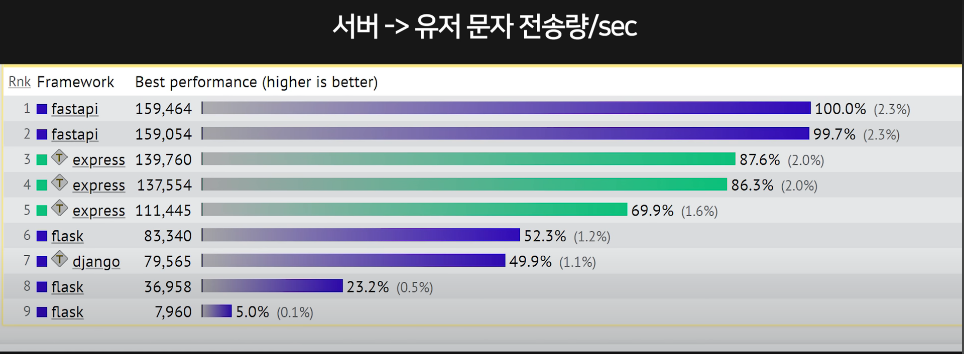 서버 -> 유저 문자 전송량/sec
Rnk Framework Best performance (higher is better)
1 fastapi 159,464 100.0% (2.3%)
2 fastapi 159,054 99.7% (2.3%)
3 T express 139,760 87.6% (2.0%)
4 T express 137,554 86.3% (2.0%)
5 T express 111,445 69.9% (1.6%)
6 flask 83,340 52.3% (1.2%)
7 T django 79,565 49.9% (1.1%)
8 flask 36,958 23.2% (0.5%)
9 flask 7,960 5.0% (0.1%)